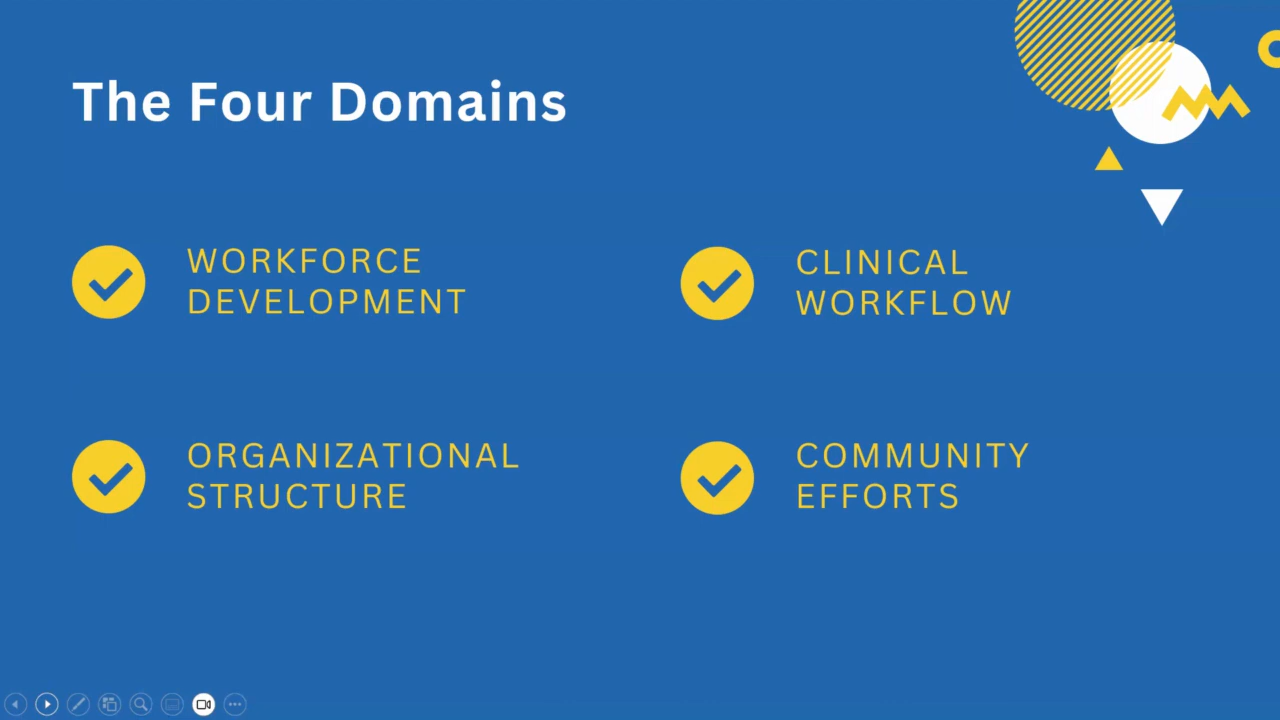 The Four Domains
WORKFORCE
DEVELOPMENT
CLINICAL
WORKFLOW
ORGANIZATIONAL
STRUCTURE
COMMUNITY
EFFORTS